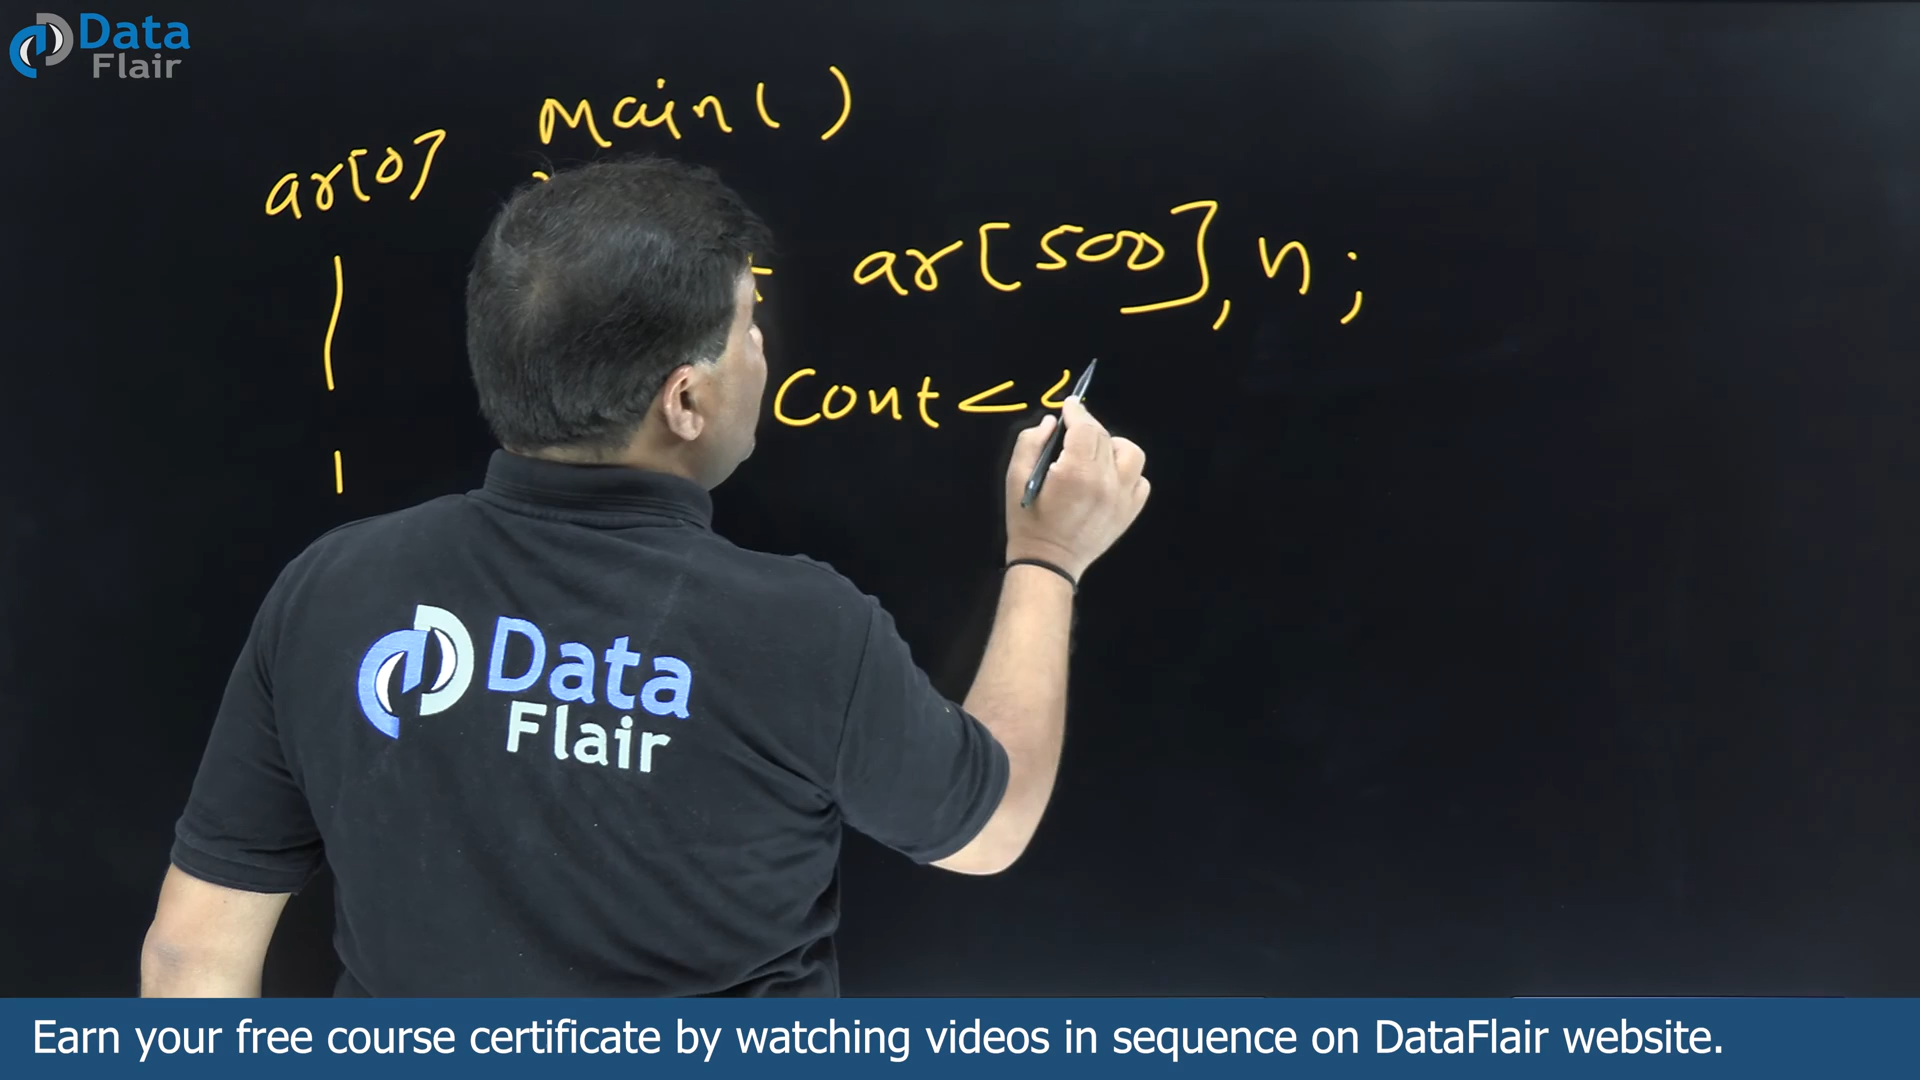 Data
Flair
Main( )
ar[0]
ar[500], n;
Cout <<
Data
Flair
Earn your free course certificate by watching videos in sequence on DataFlair website.